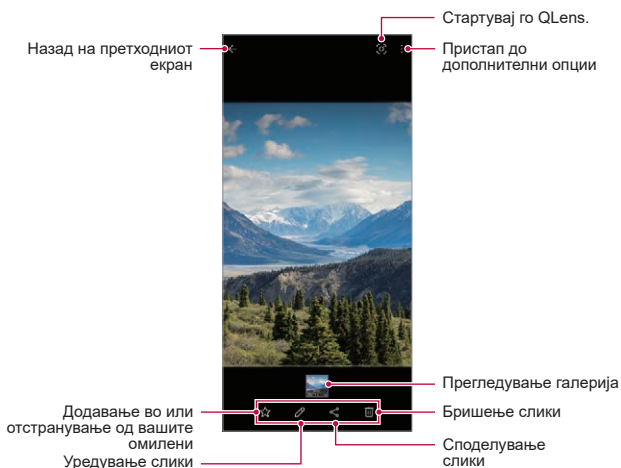 Стартувај го QLens.
Назад на претходниот
екран
Пристап до
дополнителни опции
Прегледување галерија
Додавање во или
отстранување од вашите
омилени
Бришење слики
Уредување слики
Споделување
слики